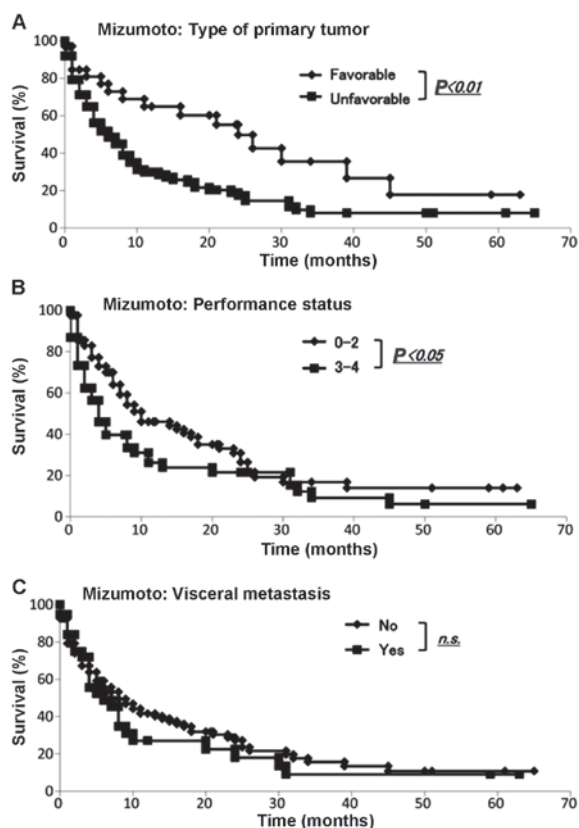 A
Mizumoto: Type of primary tumor
Survival (%)
100
80
60
40
20
0
Favorable
Unfavorable
P<0.01
0 10 20 30 40 50 60 70
Time (months)
B
Mizumoto: Performance status
Survival (%)
100
80
60
40
20
0
0-2
3-4
P<0.05
0 10 20 30 40 50 60 70
Time (months)
C
Mizumoto: Visceral metastasis
Survival (%)
100
80
60
40
20
0
No
Yes
n.s.
0 10 20 30 40 50 60 70
Time (months)